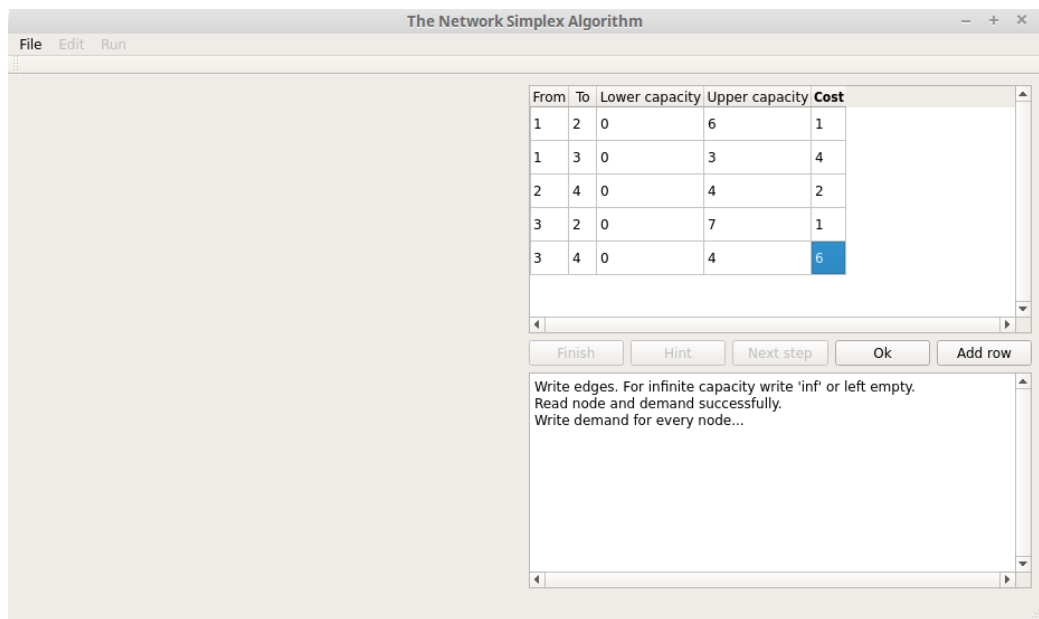 The Network Simplex Algorithm
File Edit Run
From To Lower capacity Upper capacity Cost
1 2 0 6 1
1 3 0 3 4
2 4 0 4 2
3 2 0 7 1
3 4 0 4 6
Finish Hint Next step Ok Add row
Write edges. For infinite capacity write 'inf' or left empty.
Read node and demand successfully.
Write demand for every node...